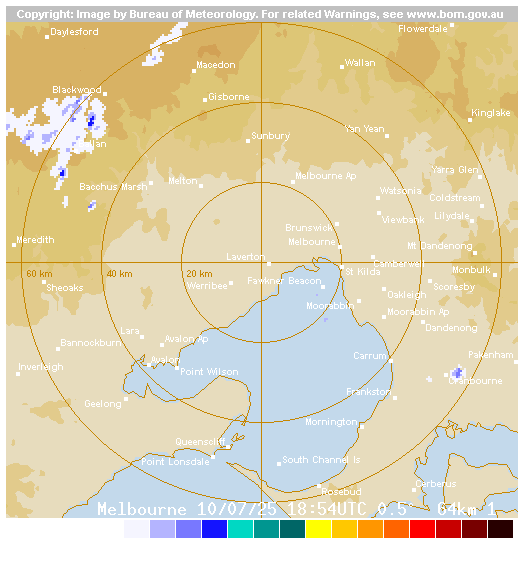 Copyright: Image by Bureau of Meteorology. For related Warnings, see www.bom.gov.au
Daylesford
Flowerdale
Macedon
Wallan
Blackwood
Gisborne
Kinglake
Sunbury
Yan Yean
llan
Yarra Glen
Bacchus Marsh
Melton
Melbourne Ap
Watsonia
Coldstream
Viewbank
Lilydale
Brunswick
Meredith
Melbourne
Mt Dandenong
Laverton
Camberwell
60 km
40 km
20 km
St Kilda
Monbulk
Sheoaks
Werribee
Fawkner Beacon
Scoresby
Oakleigh
Moorabbin
Moorabbin Ap
Lara
Avalon Ap
Dandenong
Bannockburn
Avalon
Carrum
Pakenham
Inverleigh
Point Wilson
Cranbourne
Geelong
Frankston
Mornington
Queenscliff
Point Lonsdale
South Channel Is
Rosebud
Cerberus
Melbourne 10/07/25 18:54UTC 0.5° 64km 1